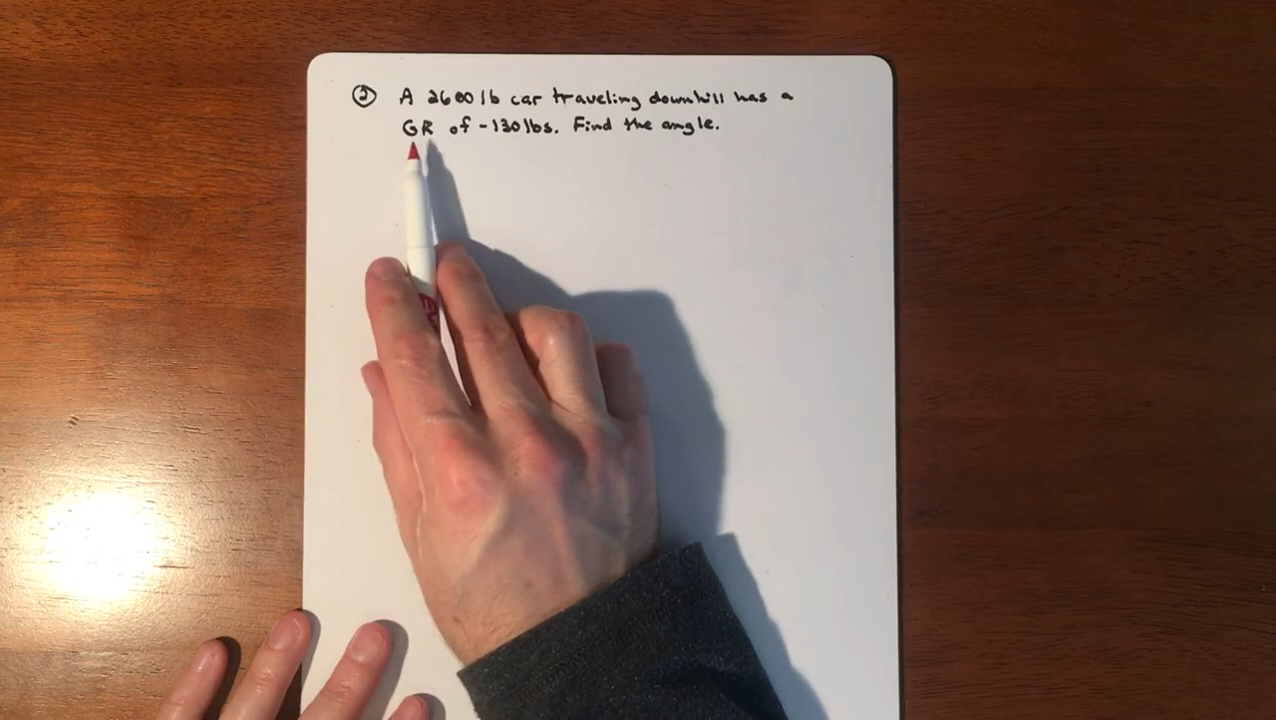 ② A 2600 lb car traveling downhill has a
GR of -130 lbs. Find the angle.